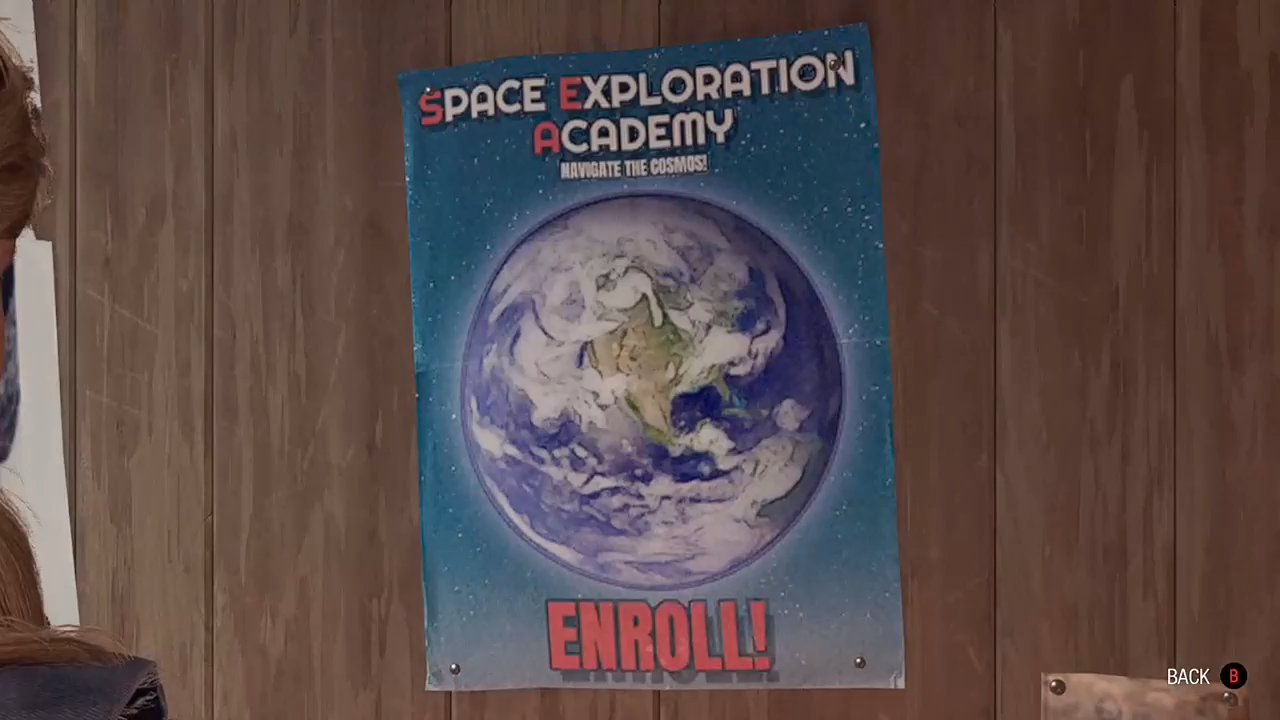 SPACE EXPLORATION
ACADEMY
NAVIGATE THE COSMOS!
ENROLL!
BACK B